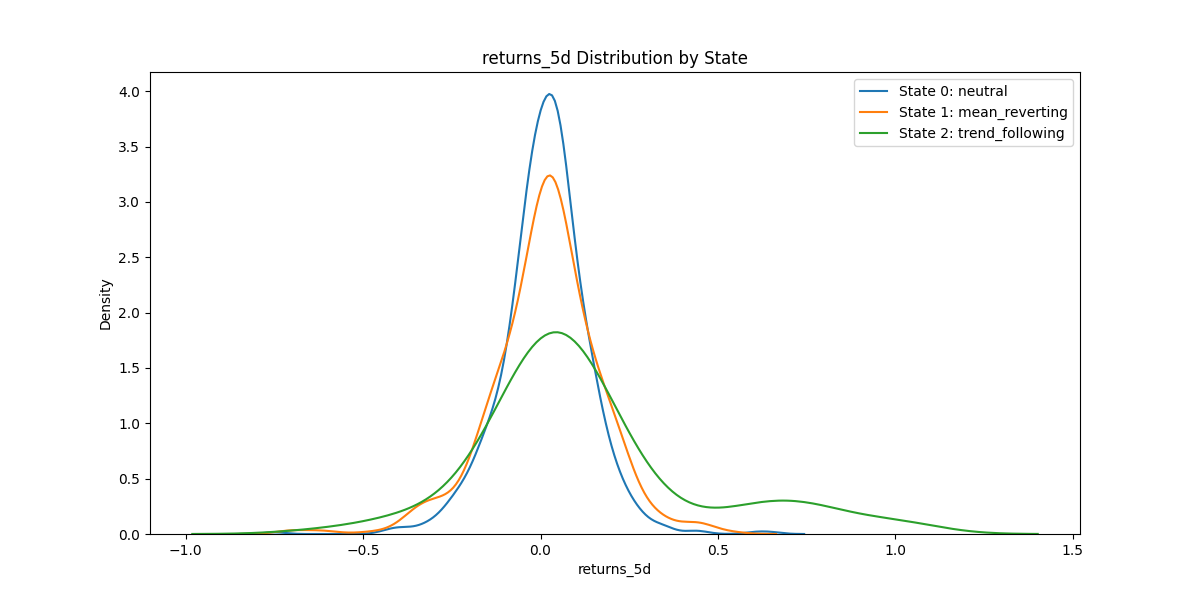 returns_5d Distribution by State
State 0: neutral
State 1: mean_reverting
State 2: trend_following
Density
4.0
3.5
3.0
2.5
2.0
1.5
1.0
0.5
0.0
−1.0 −0.5 0.0 0.5 1.0 1.5
returns_5d